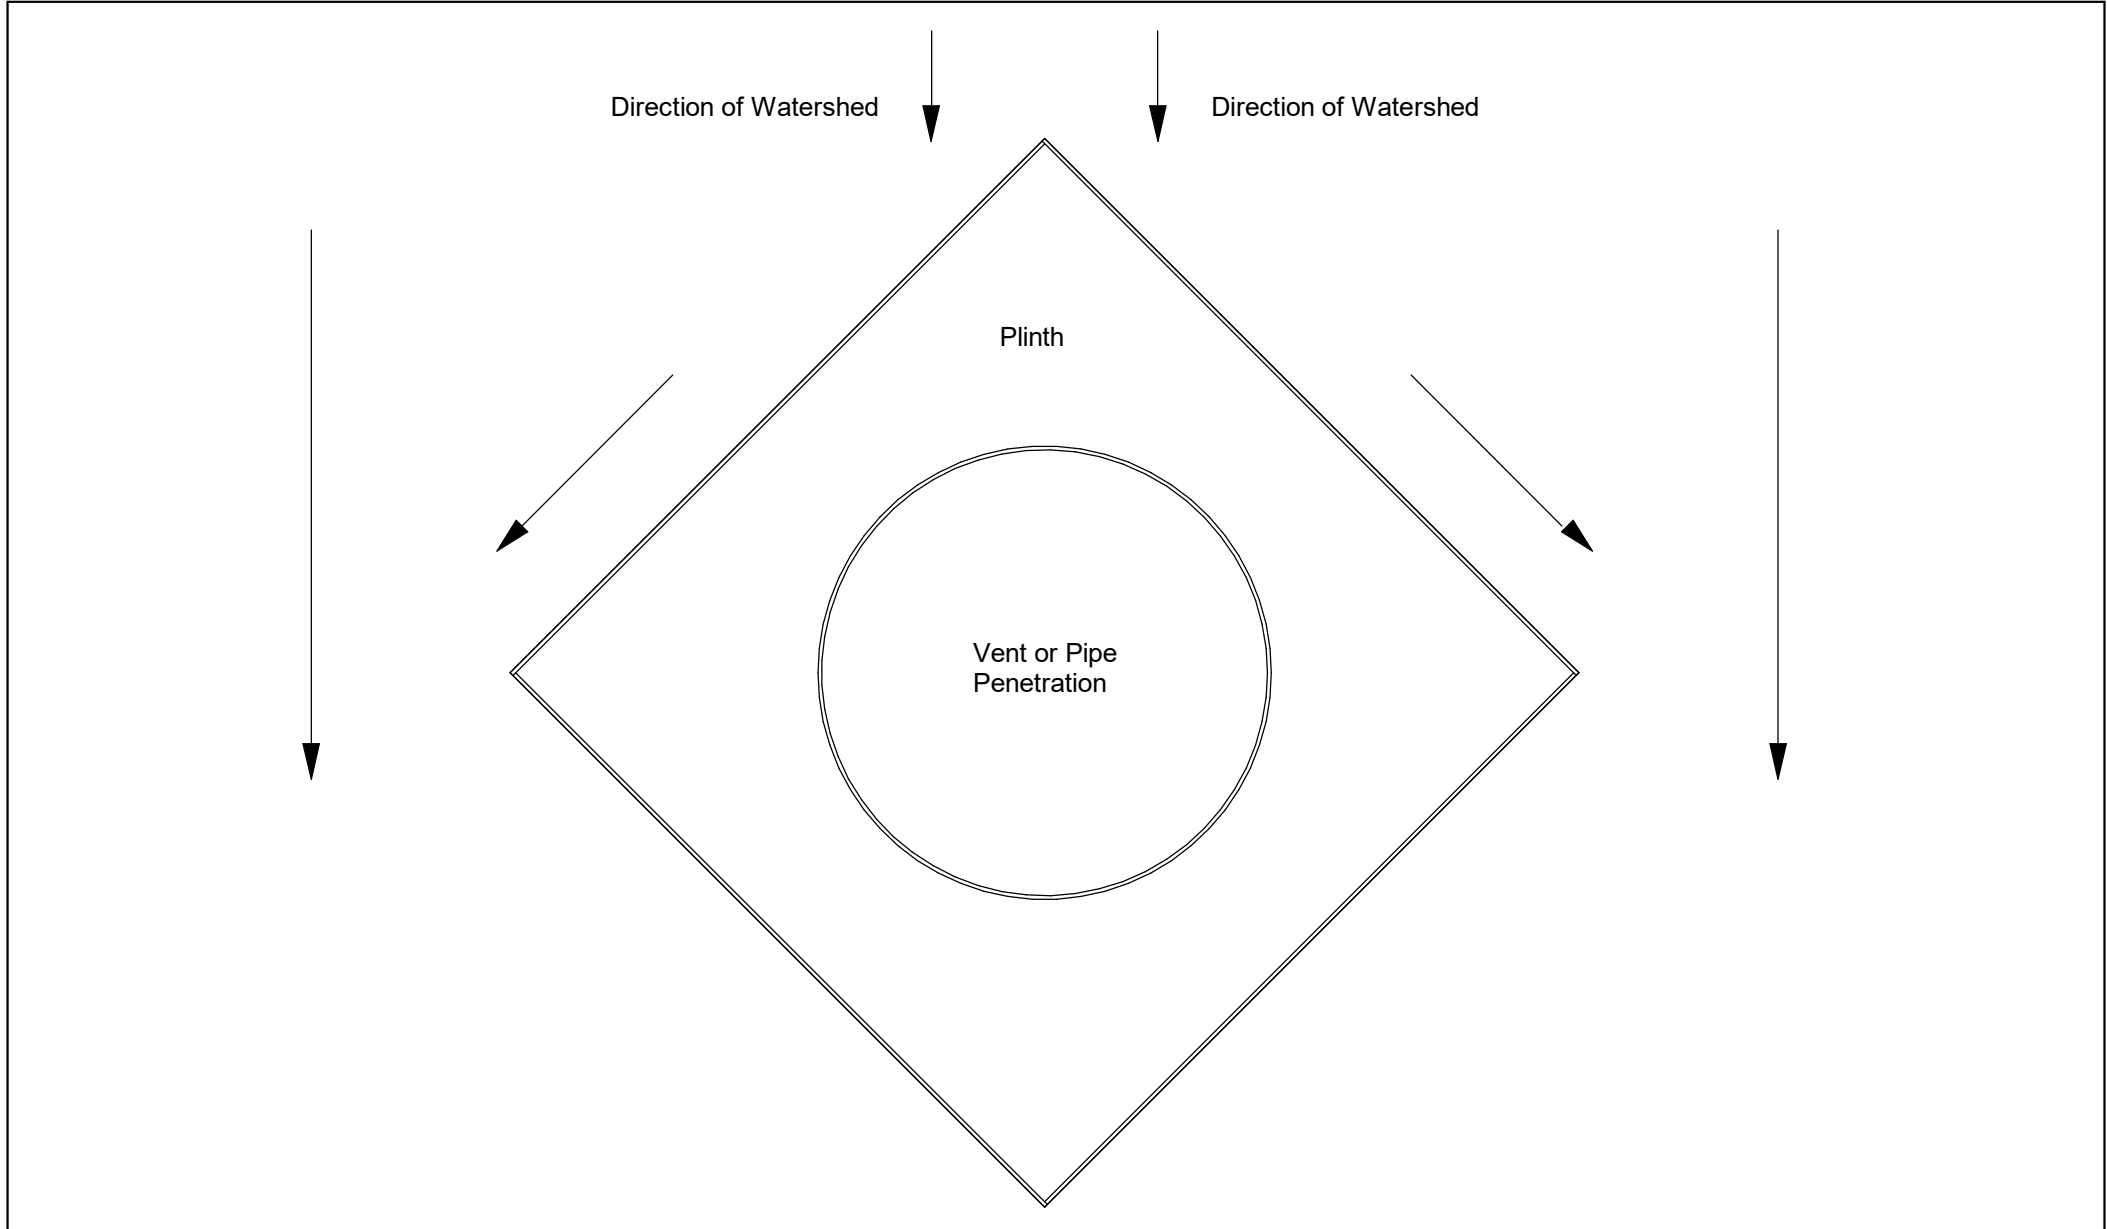 Direction of Watershed
Direction of Watershed
Plinth
Vent or Pipe
Penetration